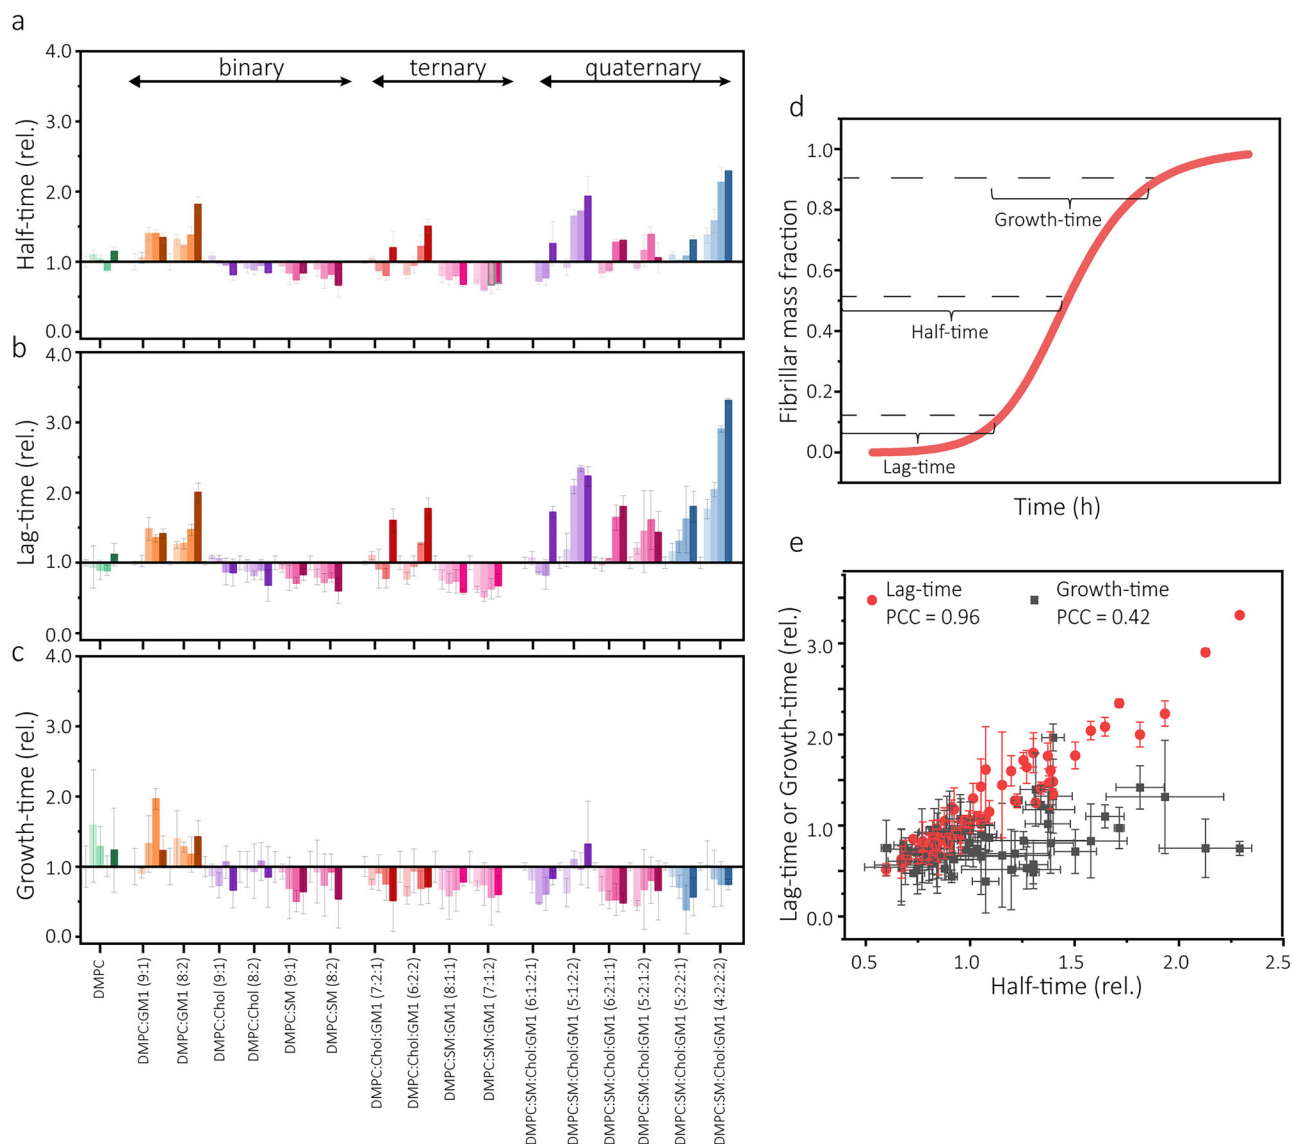 a
4.0
3.0
2.0
1.0
0.0
Half-time (rel.)
binary
ternary
quaternary
b
4.0
3.0
2.0
1.0
0.0
Lag-time (rel.)
c
4.0
3.0
2.0
1.0
0.0
Growth-time (rel.)
DMPC
DMPC:GM1 (9:1)
DMPC:GM1 (8:2)
DMPC:Chol (9:1)
DMPC:Chol (8:2)
DMPC:SM (9:1)
DMPC:SM (8:2)
DMPC:Chol:GM1 (7:2:1)
DMPC:Chol:GM1 (6:2:2)
DMPC:SM:GM1 (8:1:1)
DMPC:SM:GM1 (7:1:2)
DMPC:SM:Chol:GM1 (6:1:2:1)
DMPC:SM:Chol:GM1 (5:1:2:2)
DMPC:SM:Chol:GM1 (6:2:1:1)
DMPC:SM:Chol:GM1 (5:2:1:2)
DMPC:SM:Chol:GM1 (5:2:2:1)
DMPC:SM:Chol:GM1 (4:2:2:2)
d
1.0
0.8
0.6
0.4
0.2
0.0
Fibrillar mass fraction
Growth-time
Half-time
Lag-time
Time (h)
e
Lag-time
PCC = 0.96
Growth-time
PCC = 0.42
3.0
2.0
1.0
0.0
Lag-time or Growth-time (rel.)
0.5
1.0
1.5
2.0
2.5
Half-time (rel.)